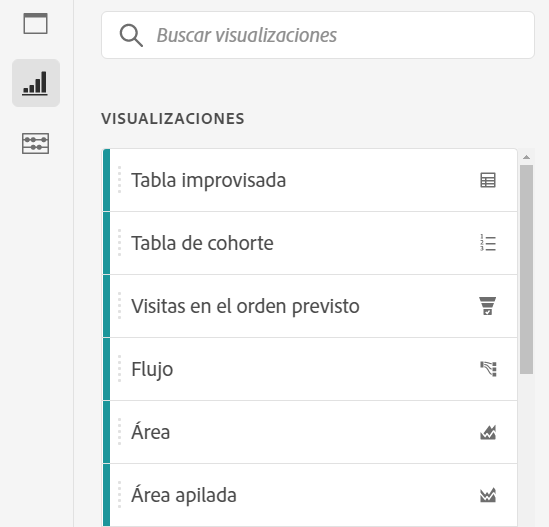 Buscar visualizaciones
VISUALIZACIONES
Tabla improvisada
Tabla de cohorte
Visitas en el orden previsto
Flujo
Área
Área apilada